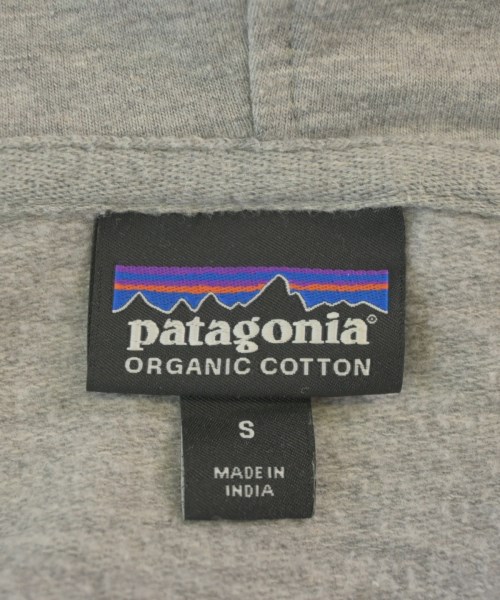 patagonia®
ORGANIC COTTON
S
MADE IN
INDIA